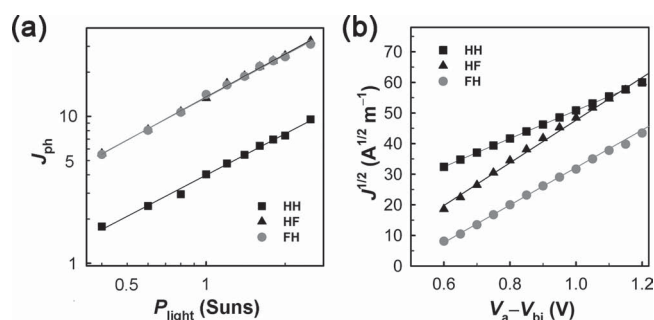 (a)
10
5
1
J_ph
0.5
1
P_light (Suns)
HH
HF
FH
(b)
70
60
50
40
30
20
10
0
J^1/2 (A^1/2 m^−1)
HH
HF
FH
0.6
0.8
1.0
1.2
V_a−V_bi (V)